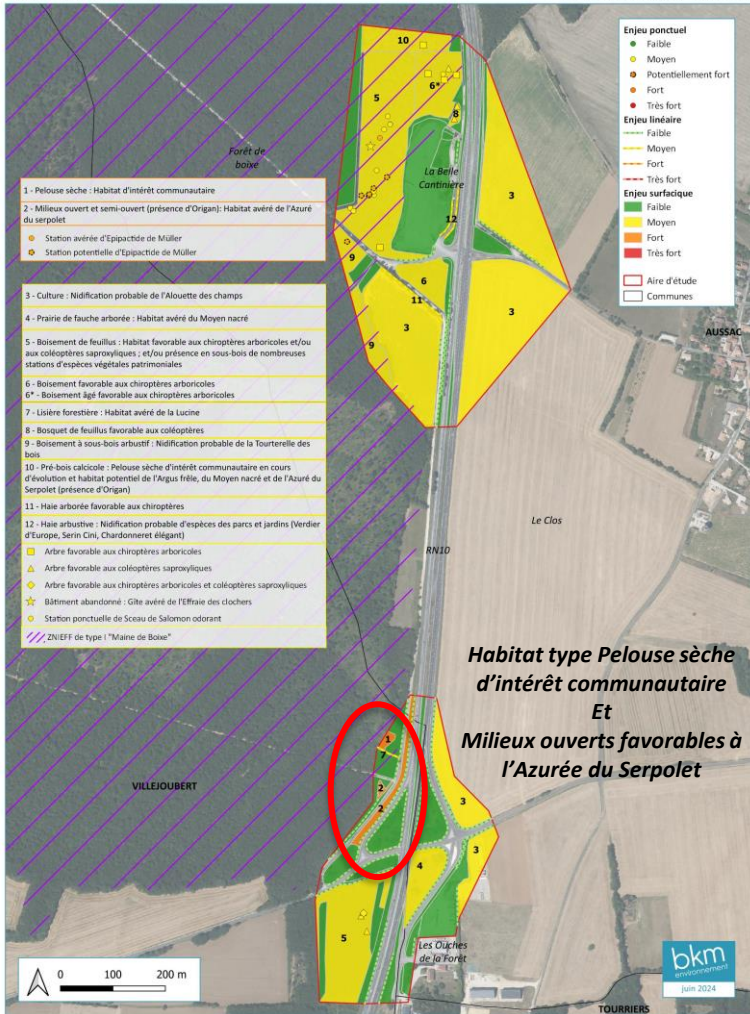 10
5
6*
8
Forêt de
boixe
La Belle
Cantinière
12
3
9
6
11
3
3
9
AUSSAC
Enjeu ponctuel
Faible
Moyen
Potentiellement fort
Fort
Très fort
Enjeu linéaire
Faible
Moyen
Fort
Très fort
Enjeu surfacique
Faible
Moyen
Fort
Très fort
Aire d'étude
Communes
1 - Pelouse sèche : Habitat d'intérêt communautaire
2 - Milieux ouvert et semi-ouvert (présence d'Origan): Habitat avéré de l'Azuré
du serpolet
Station avérée d'Epipactide de Müller
Station potentielle d'Epipactide de Müller
3 - Culture : Nidification probable de l'Alouette des champs
4 - Prairie de fauche arborée : Habitat avéré du Moyen nacré
5 - Boisement de feuillus : Habitat favorable aux chiroptères arboricoles et/ou
aux coléoptères saproxyliques ; et/ou présence en sous-bois de nombreuses
stations d'espèces végétales patrimoniales
6 - Boisement favorable aux chiroptères arboricoles
6* - Boisement âgé favorable aux chiroptères arboricoles
7 - Lisière forestière : Habitat avéré de la Lucine
8 - Bosquet de feuillus favorable aux coléoptères
9 - Boisement à sous-bois arbustif : Nidification probable de la Tourterelle des
bois
10 - Pré-bois calcicole : Pelouse sèche d'intérêt communautaire en cours
d'évolution et habitat potentiel de l'Argus frêle, du Moyen nacré et de l'Azuré du
Serpolet (présence d'Origan)
11 - Haie arborée favorable aux chiroptères
12 - Haie arbustive : Nidification probable d'espèces des parcs et jardins (Verdier
d'Europe, Serin Cini, Chardonneret élégant)
Arbre favorable aux chiroptères arboricoles
Arbre favorable aux coléoptères saproxyliques
Arbre favorable aux chiroptères arboricoles et coléoptères saproxyliques
Bâtiment abandonné : Gîte avéré de l'Effraie des clochers
Station ponctuelle de Sceau de Salomon odorant
ZNIEFF de type I "Maine de Boixe"
Le Clos
RN10
Habitat type Pelouse sèche
d'intérêt communautaire
Et
Milieux ouverts favorables à
l'Azurée du Serpolet
1
7
2
2
VILLEJOUBERT
3
3
4
5
Les Ouches
de la Forêt
0 100 200 m
bkm
environnement
juin 2024
TOURRIERS